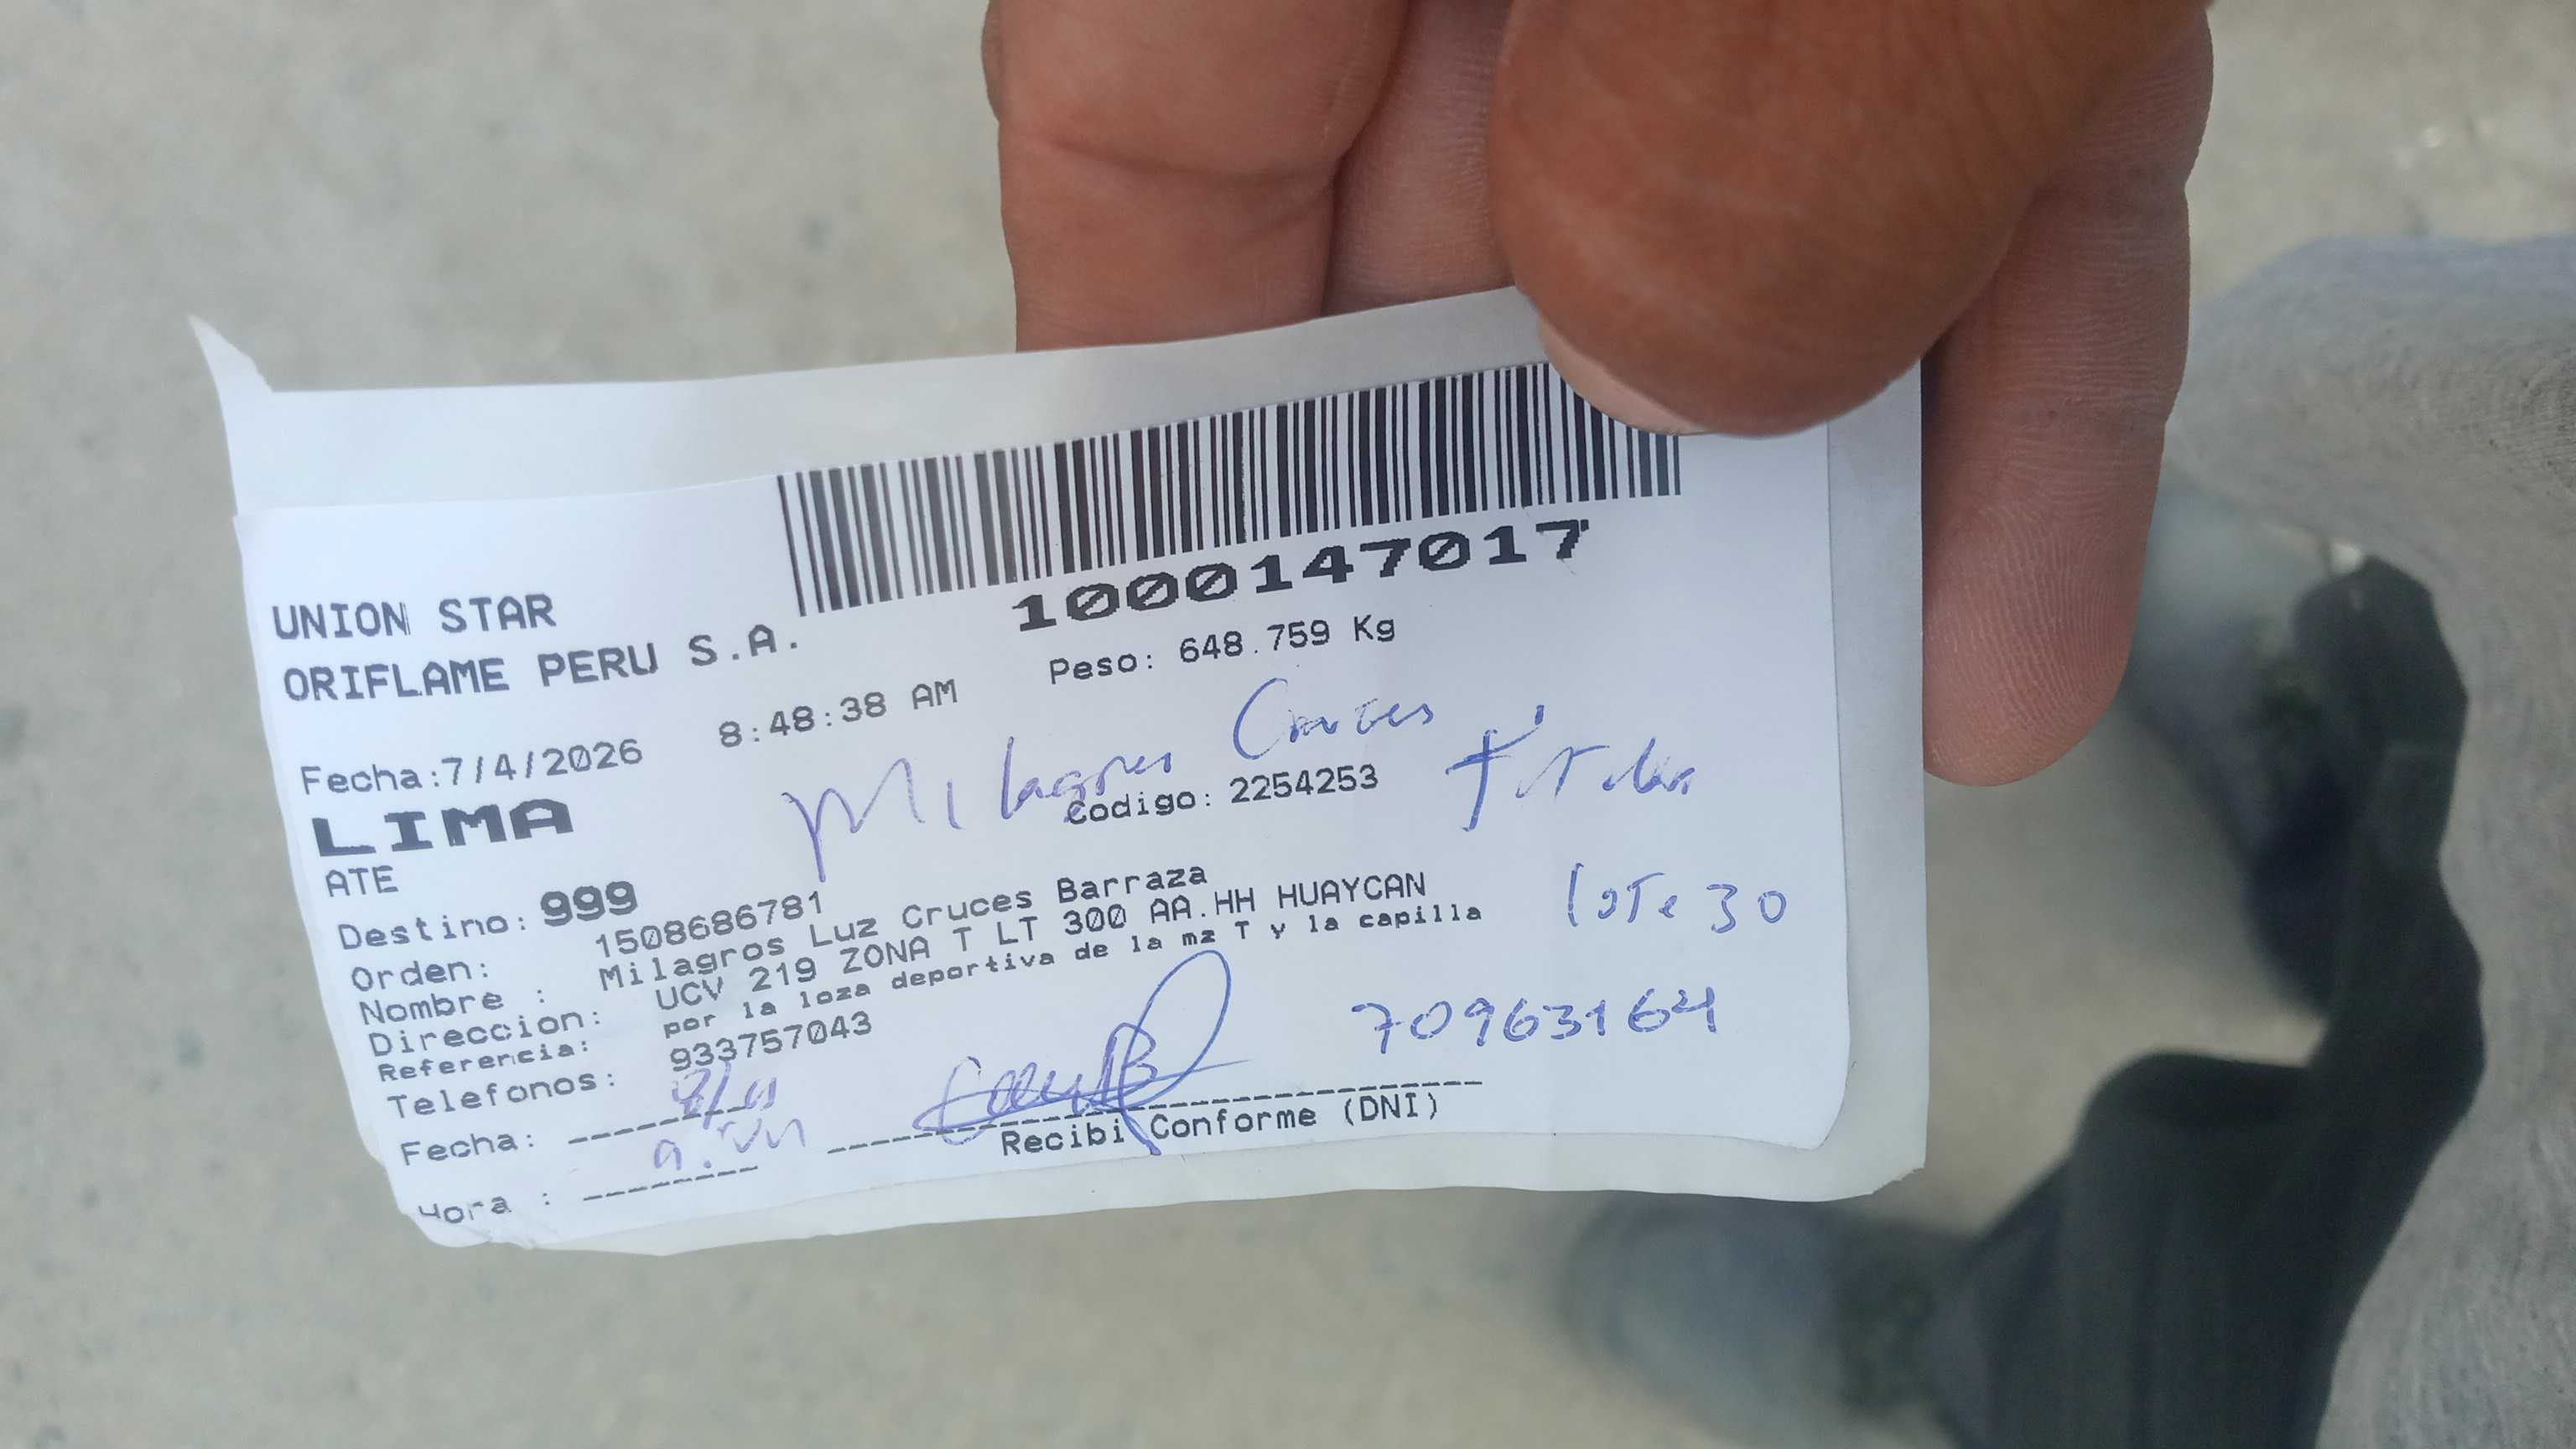 1000147017
UNION STAR
ORIFLAME PERU S.A.
Peso: 648.759 Kg
Fecha:7/4/2026 8:48:38 AM
Milagros Cruces
Titular
LIMA
Codigo: 2254253
ATE
Destino: 999
Orden: 1508686781
Nombre : Milagros Luz Cruces Barraza
Direccion: UCV 219 ZONA T LT 300 AA.HH HUAYCAN
lote 30
Referencia: por la loza deportiva de la mz T y la capilla
Telefonos: 933757043
70963164
Fecha:
Recibi Conforme (DNI)
Hora :